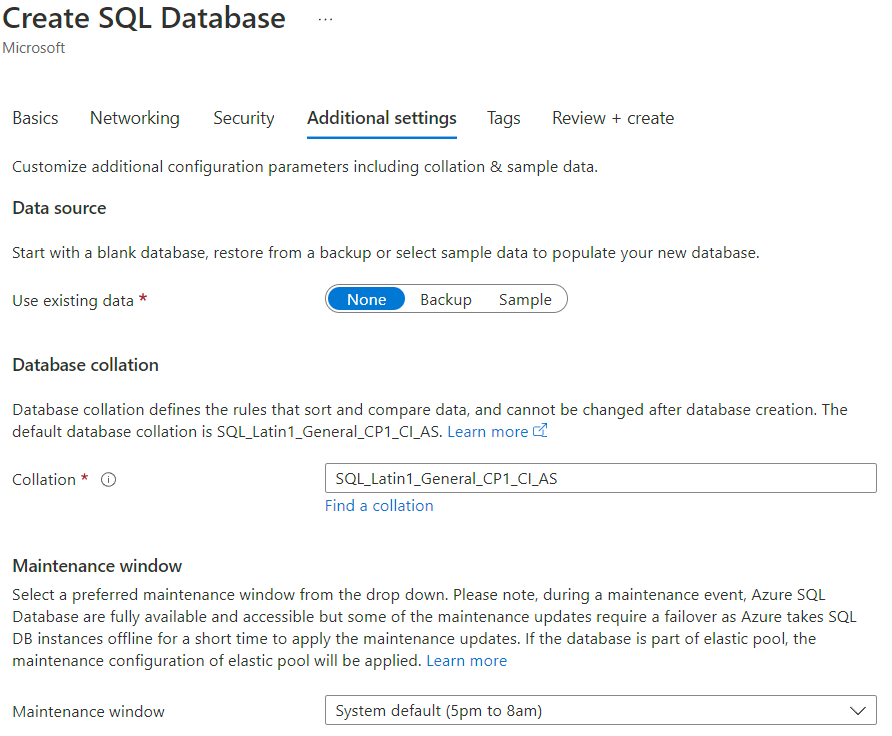 Create SQL Database ...
Microsoft
Basics Networking Security Additional settings Tags Review + create
Customize additional configuration parameters including collation & sample data.
Data source
Start with a blank database, restore from a backup or select sample data to populate your new database.
Use existing data * None Backup Sample
Database collation
Database collation defines the rules that sort and compare data, and cannot be changed after database creation. The
default database collation is SQL_Latin1_General_CP1_CI_AS. Learn more
Collation * SQL_Latin1_General_CP1_CI_AS
Find a collation
Maintenance window
Select a preferred maintenance window from the drop down. Please note, during a maintenance event, Azure SQL
Database are fully available and accessible but some of the maintenance updates require a failover as Azure takes SQL
DB instances offline for a short time to apply the maintenance updates. If the database is part of elastic pool, the
maintenance configuration of elastic pool will be applied. Learn more
Maintenance window System default (5pm to 8am)